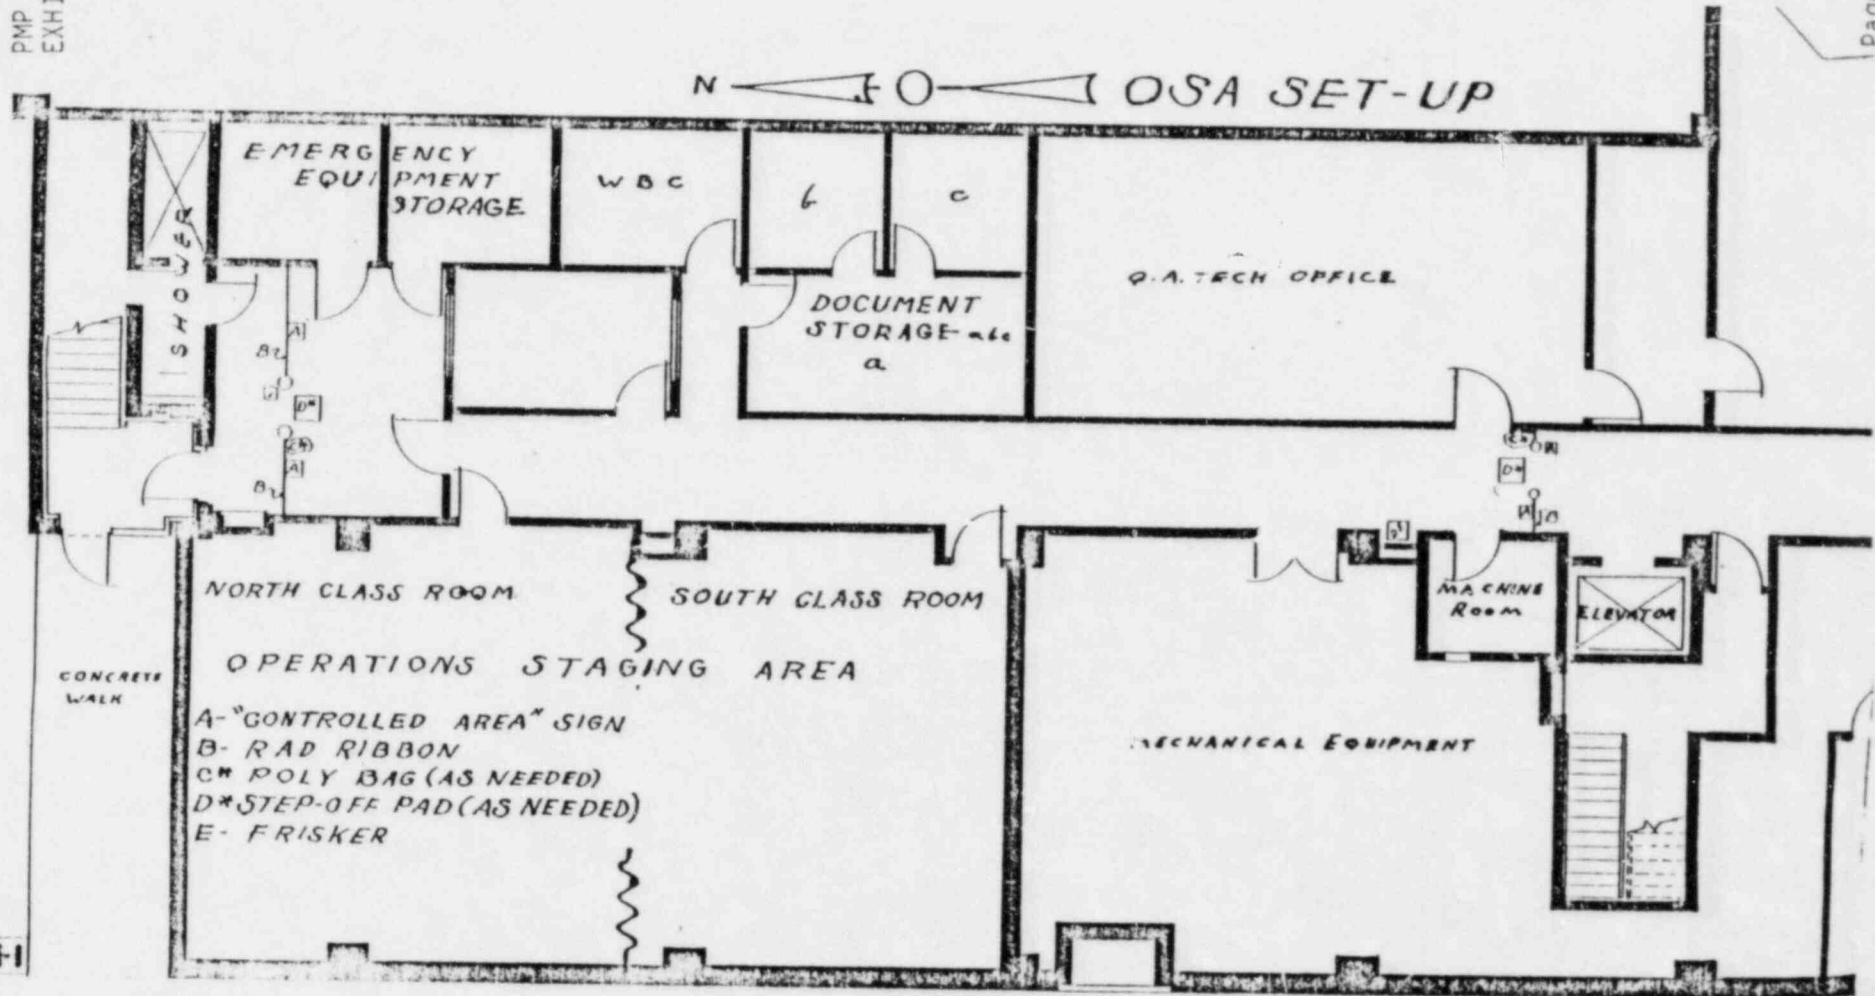 PMP
N O OSA SET-UP
EMERGENCY
EQUIPMENT
STORAGE
WBC
b
c
SHOWER
Q.A. TECH OFFICE
DOCUMENT
STORAGE abc
a
A
B
D*
C*
A
B
C*
A
D*
A
B
NORTH CLASS ROOM
SOUTH CLASS ROOM
MACHINE
ROOM
ELEVATOR
OPERATIONS STAGING AREA
CONCRETE
WALK
A- "CONTROLLED AREA" SIGN
B- RAD RIBBON
C* POLY BAG (AS NEEDED)
D* STEP-OFF PAD (AS NEEDED)
E- FRISKER
MECHANICAL EQUIPMENT